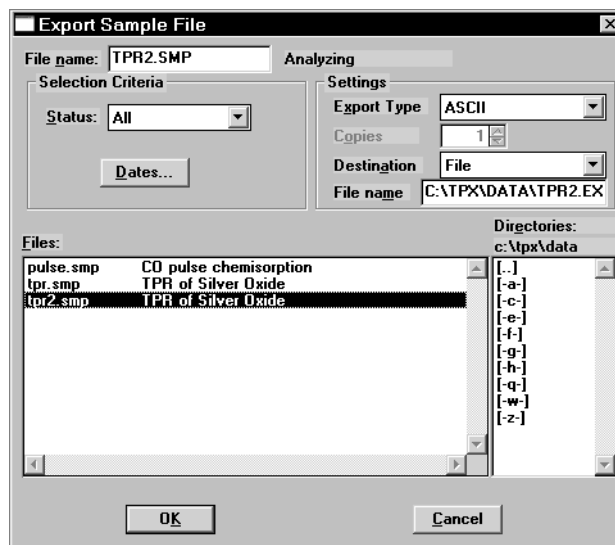 Export Sample File
File name: TPR2.SMP Analyzing
Selection Criteria
Status: All
Dates...
Settings
Export Type ASCII
Copies 1
Destination File
File name C:\TPX\DATA\TPR2.EX
Files:
pulse.smp CO pulse chemisorption
tpr.smp TPR of Silver Oxide
tpr2.smp TPR of Silver Oxide
Directories:
c:\tpx\data
[..]
[-a-]
[-c-]
[-e-]
[-f-]
[-g-]
[-h-]
[-q-]
[-w-]
[-z-]
OK
Cancel